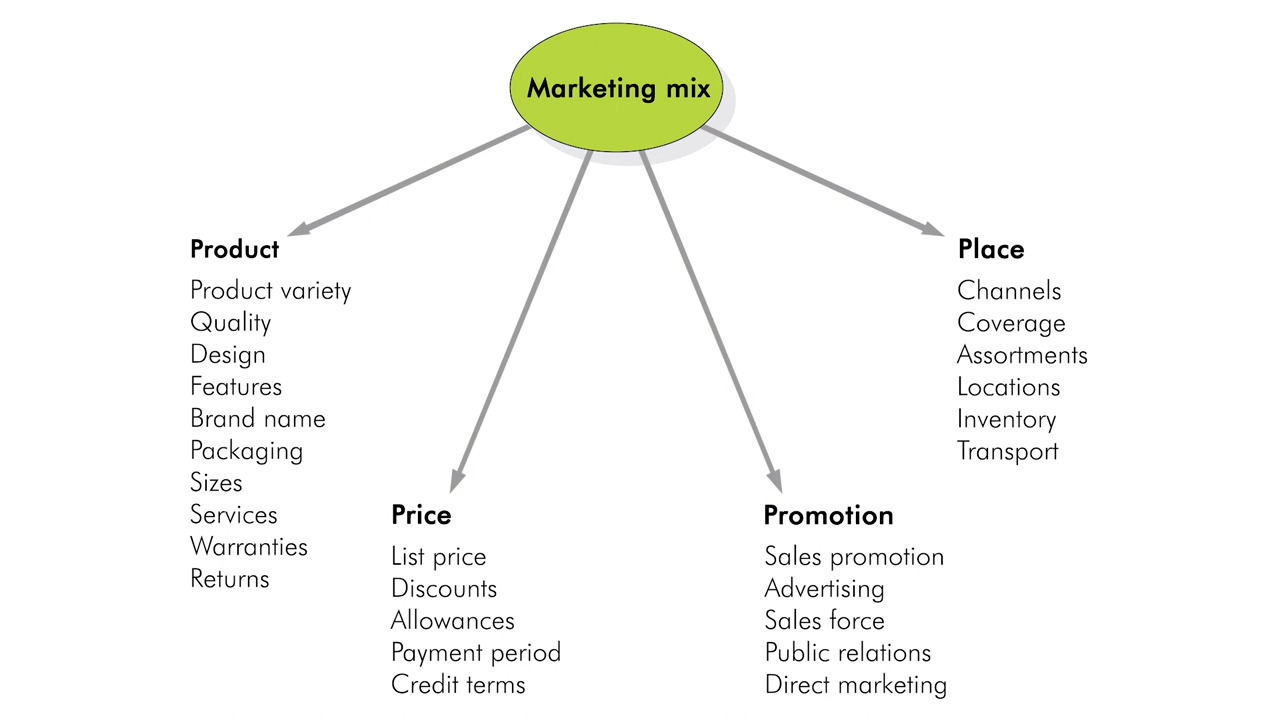 Marketing mix
Product
Product variety
Quality
Design
Features
Brand name
Packaging
Sizes
Services
Warranties
Returns
Price
List price
Discounts
Allowances
Payment period
Credit terms
Promotion
Sales promotion
Advertising
Sales force
Public relations
Direct marketing
Place
Channels
Coverage
Assortments
Locations
Inventory
Transport